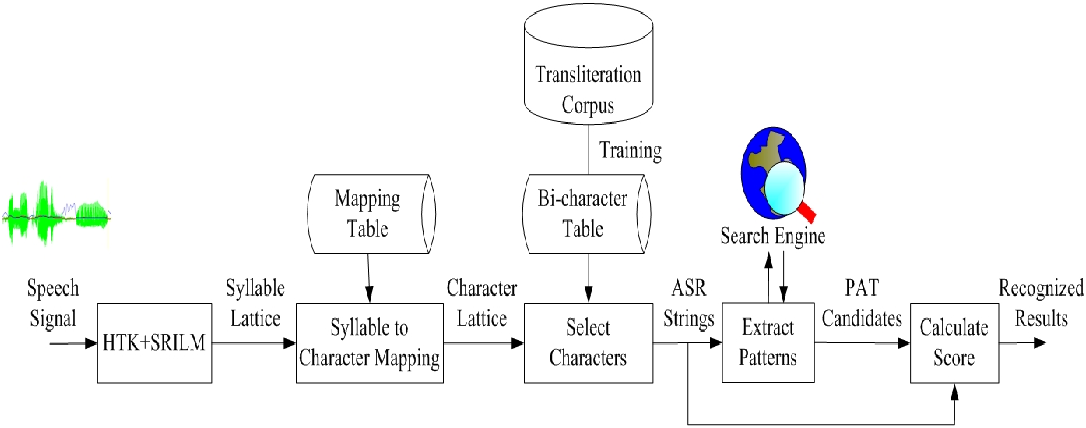 Transliteration
Corpus
Training
Mapping
Table
Bi-character
Table
Search Engine
Speech
Signal
Syllable
Lattice
Character
Lattice
ASR
Strings
PAT
Candidates
Recognized
Results
HTK+SRILM
Syllable to
Character Mapping
Select
Characters
Extract
Patterns
Calculate
Score